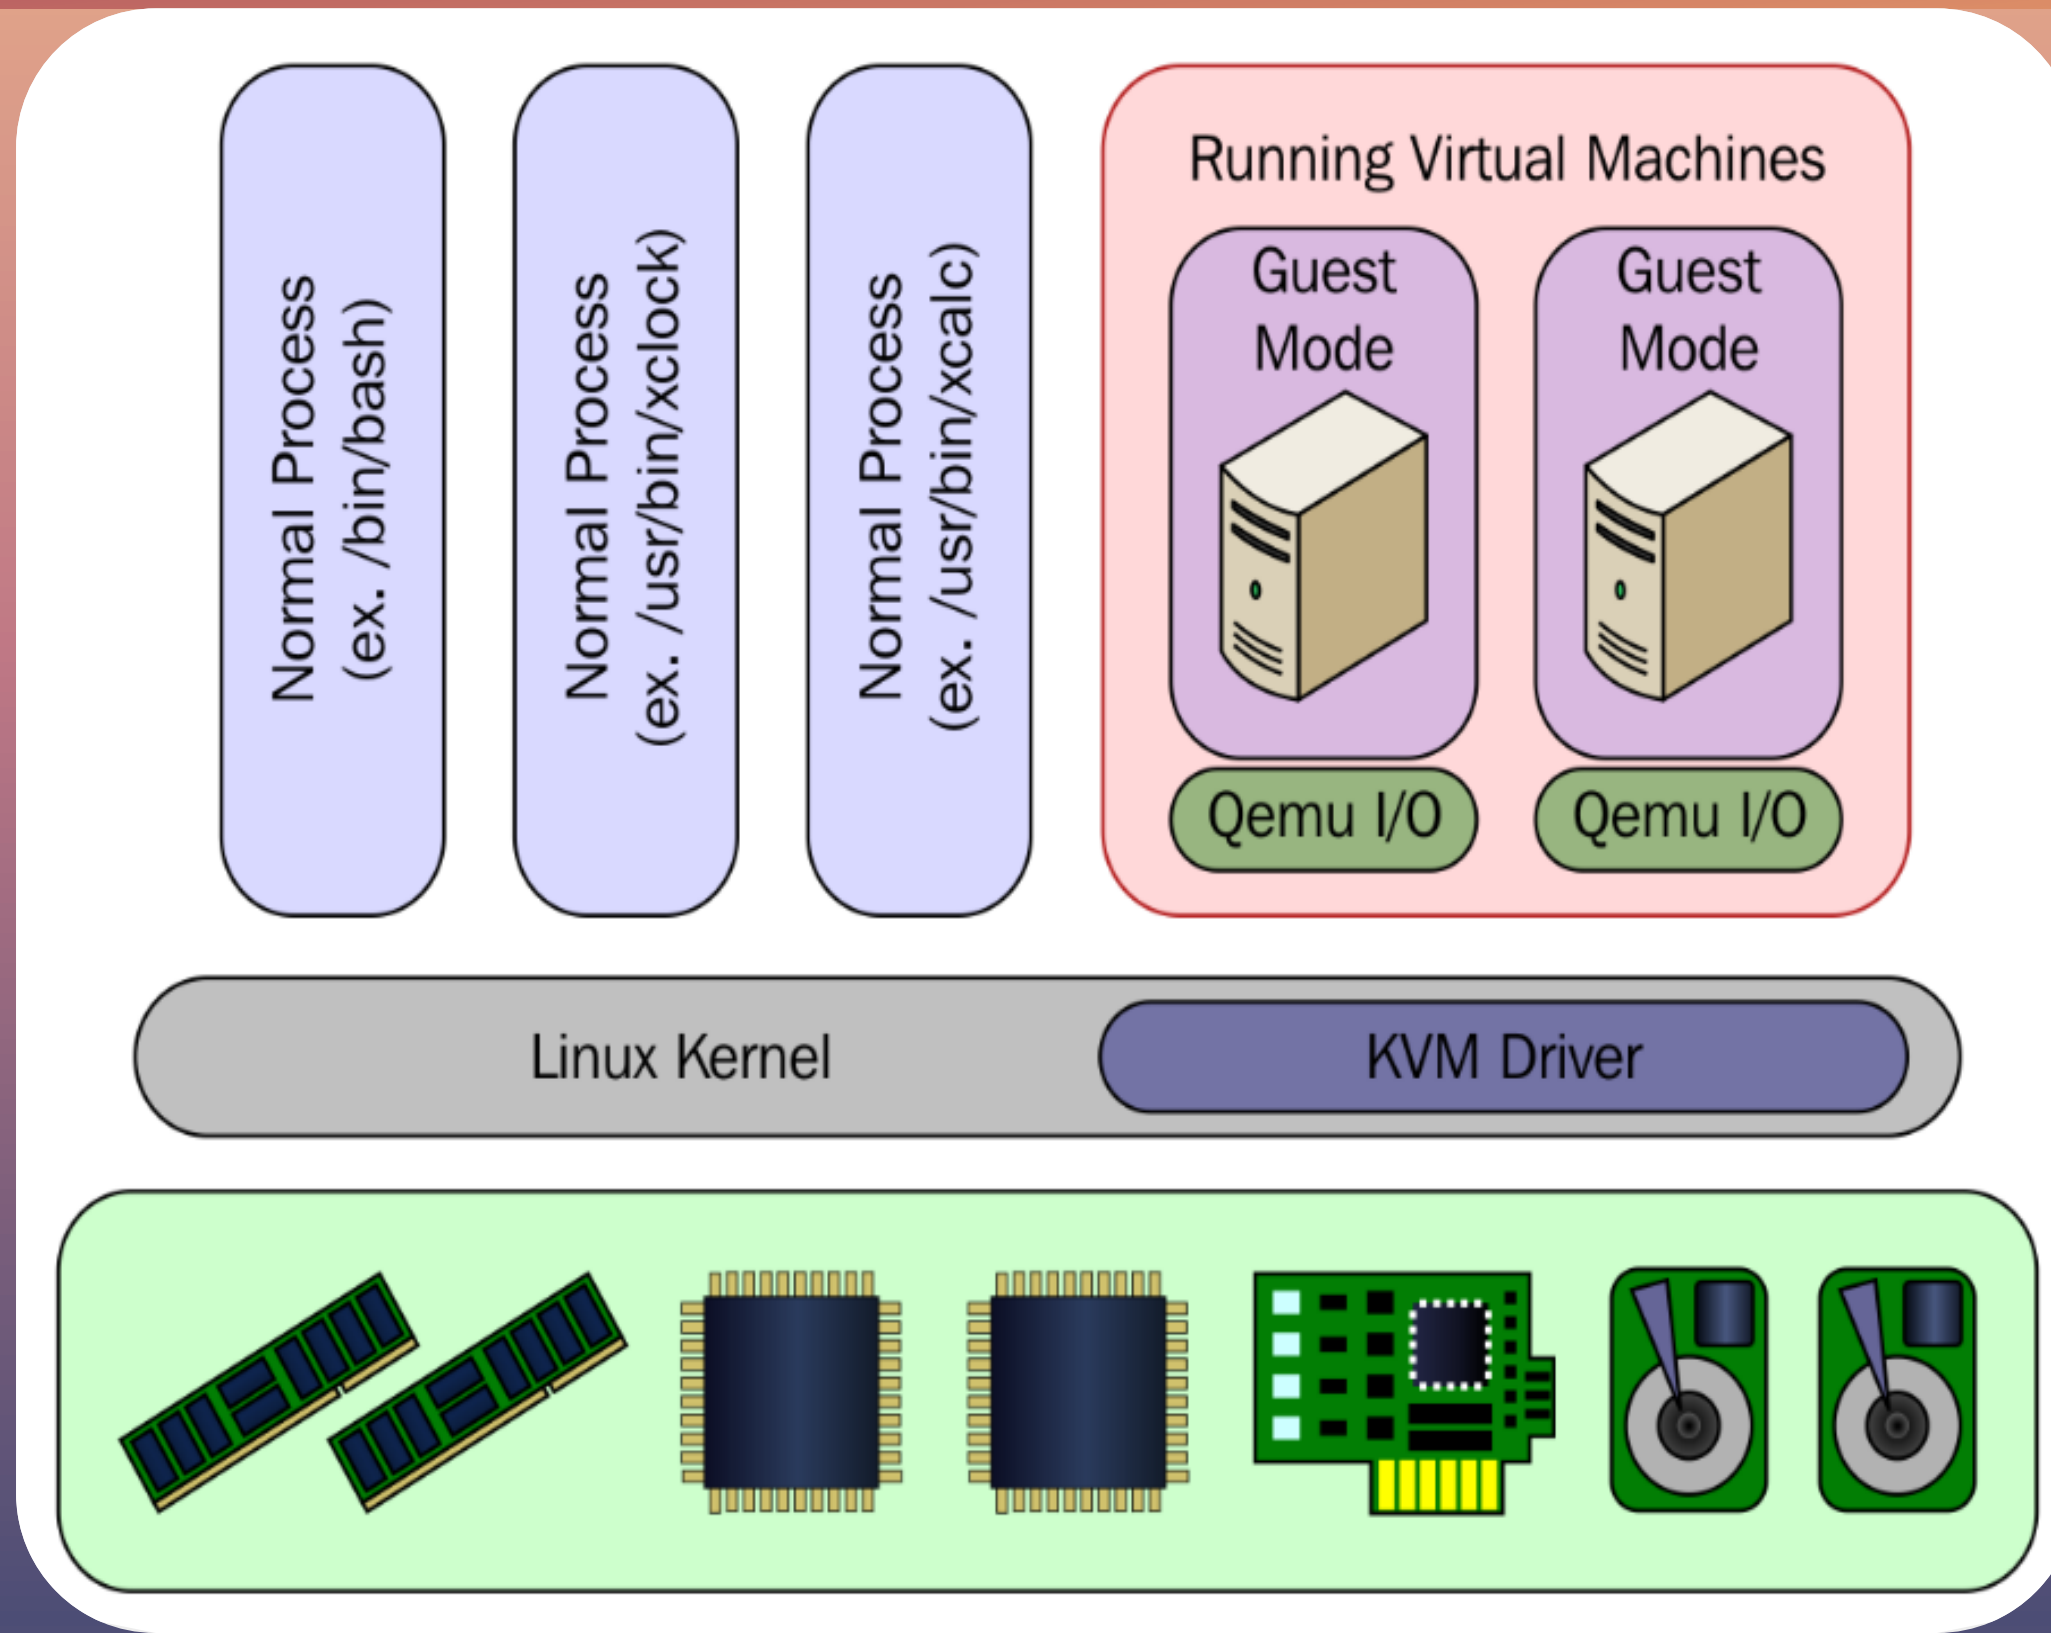 Normal Process
(ex. /bin/bash)
Normal Process
(ex. /usr/bin/xclock)
Normal Process
(ex. /usr/bin/xcalc)
Running Virtual Machines
Guest
Mode
Qemu I/O
Guest
Mode
Qemu I/O
Linux Kernel
KVM Driver